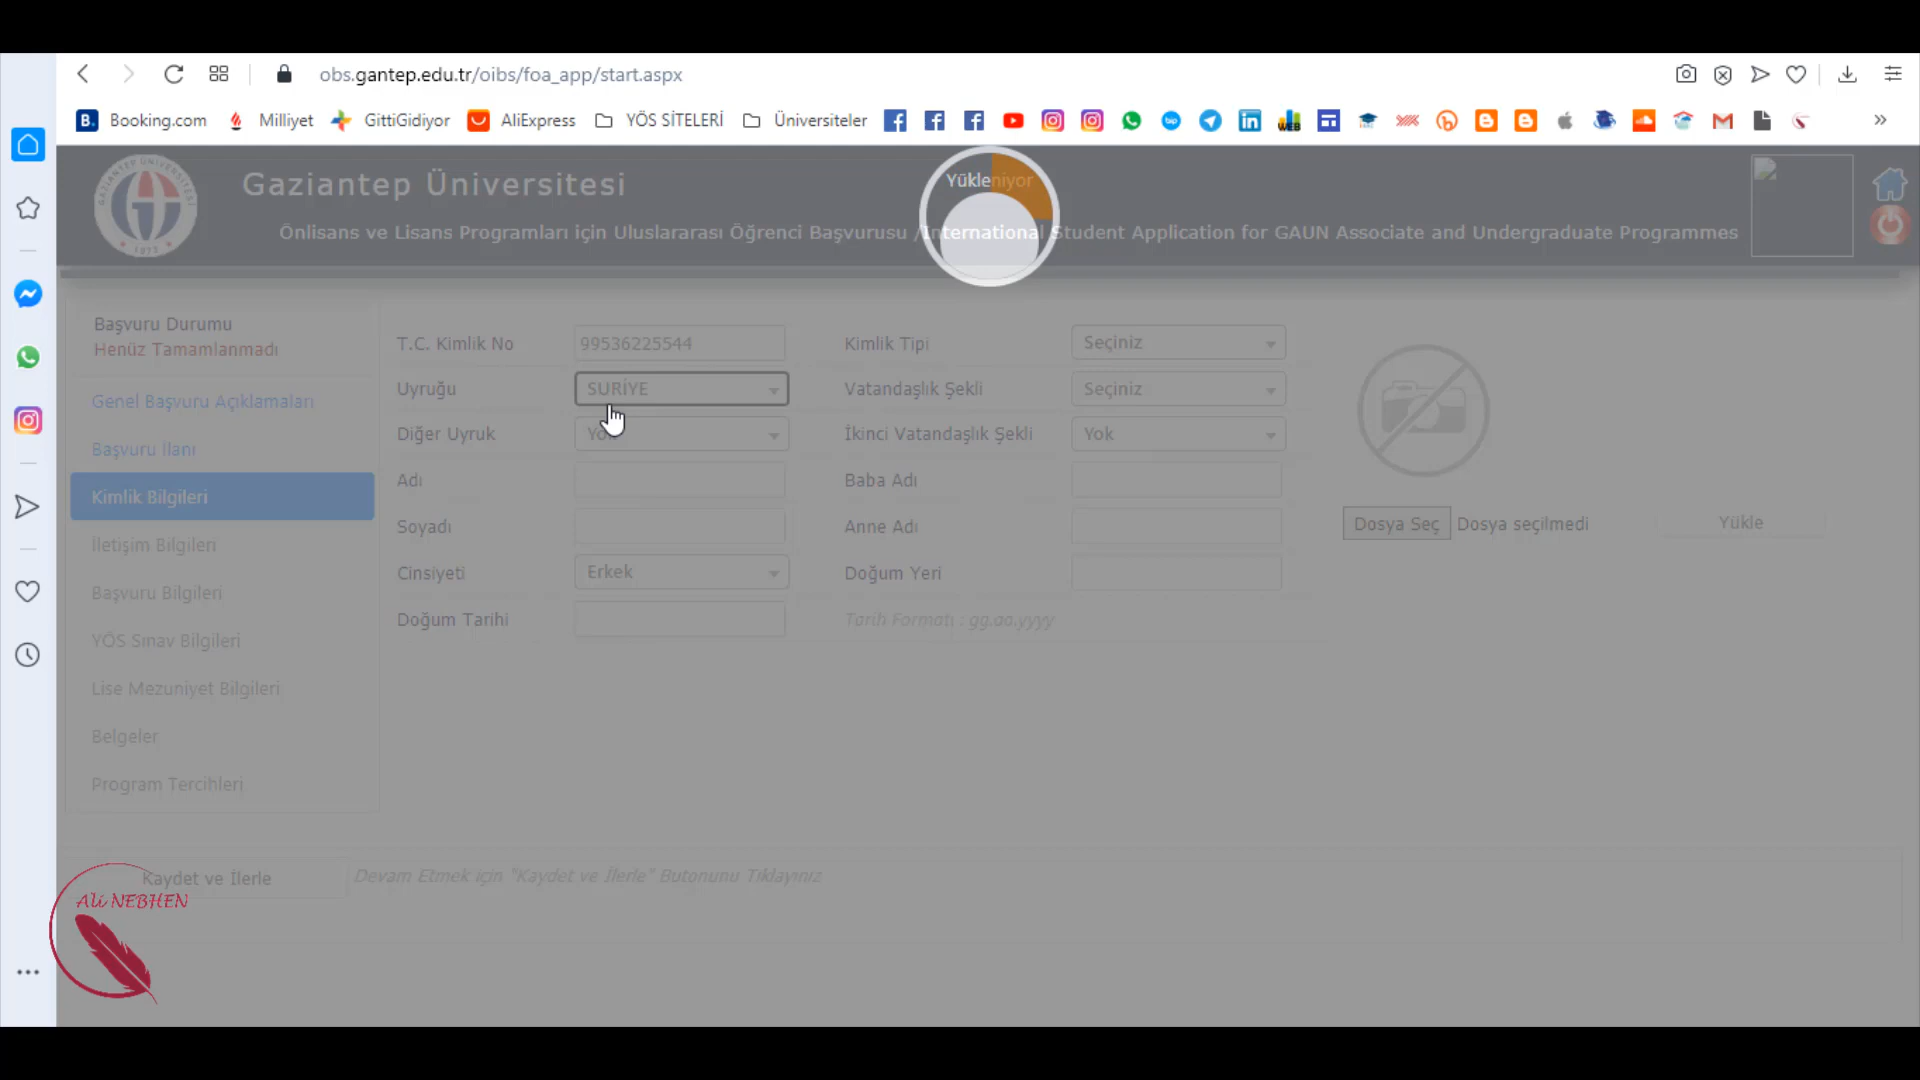 obs.gantep.edu.tr/oibs/foa_app/start.aspx
B. Booking.com Milliyet GittiGidiyor AliExpress YÖS SİTELERİ Üniversiteler
Gaziantep Üniversitesi
Yükleniyor
Önlisans ve Lisans Programları için Uluslararası Öğrenci Başvurusu /International Student Application for GAUN Associate and Undergraduate Programmes
Başvuru Durumu
Henüz Tamamlanmadı
Genel Başvuru Açıklamaları
Başvuru İlanı
Kimlik Bilgileri
İletişim Bilgileri
Başvuru Bilgileri
YÖS Sınav Bilgileri
Lise Mezuniyet Bilgileri
Belgeler
Program Tercihleri
T.C. Kimlik No 99536225544 Kimlik Tipi Seçiniz
Uyruğu SURİYE Vatandaşlık Şekli Seçiniz
Diğer Uyruk Yok İkinci Vatandaşlık Şekli Yok
Adı Baba Adı
Soyadı Anne Adı
Cinsiyeti Erkek Doğum Yeri
Doğum Tarihi Tarih Formatı : gg.aa.yyyy
Dosya Seç Dosya seçilmedi Yükle
Kaydet ve İlerle Devam Etmek için "Kaydet ve İlerle" Butonunu Tıklayınız
Ali NEBHEN